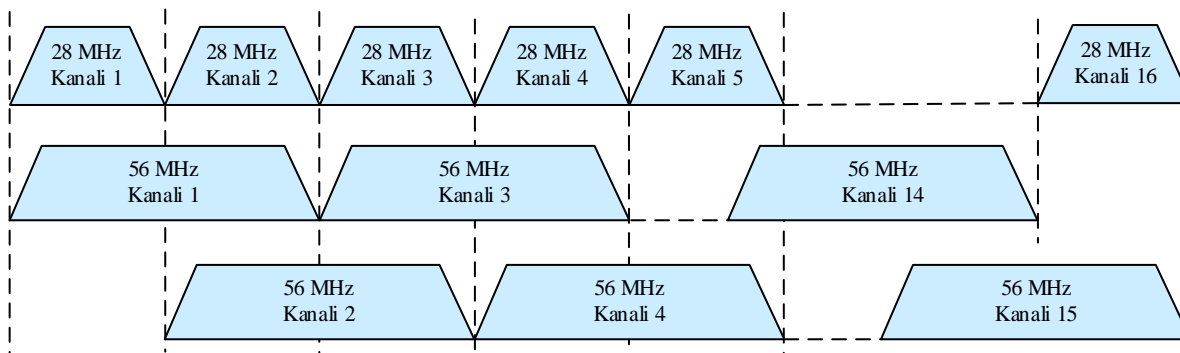 28 MHz
Kanali 1
28 MHz
Kanali 2
28 MHz
Kanali 3
28 MHz
Kanali 4
28 MHz
Kanali 5
28 MHz
Kanali 16
56 MHz
Kanali 1
56 MHz
Kanali 3
56 MHz
Kanali 14
56 MHz
Kanali 2
56 MHz
Kanali 4
56 MHz
Kanali 15